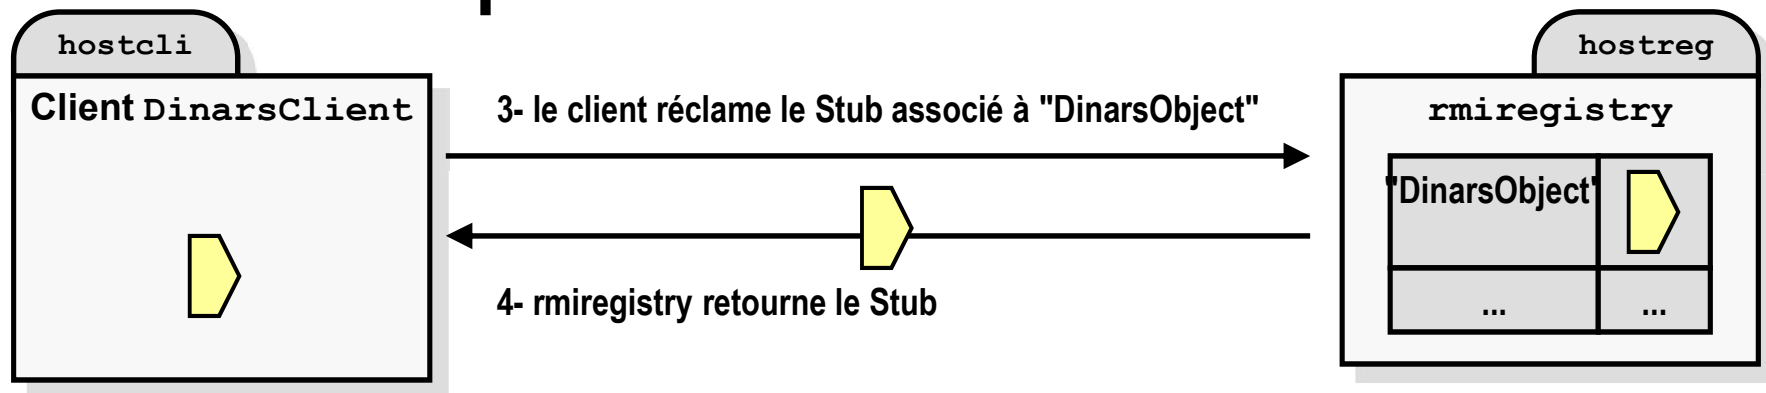 hostcli
hostreg
Client DinarsClient
3- le client réclame le Stub associé à "DinarsObject"
rmiregistry
"DinarsObject"
4- rmiregistry retourne le Stub
... ...